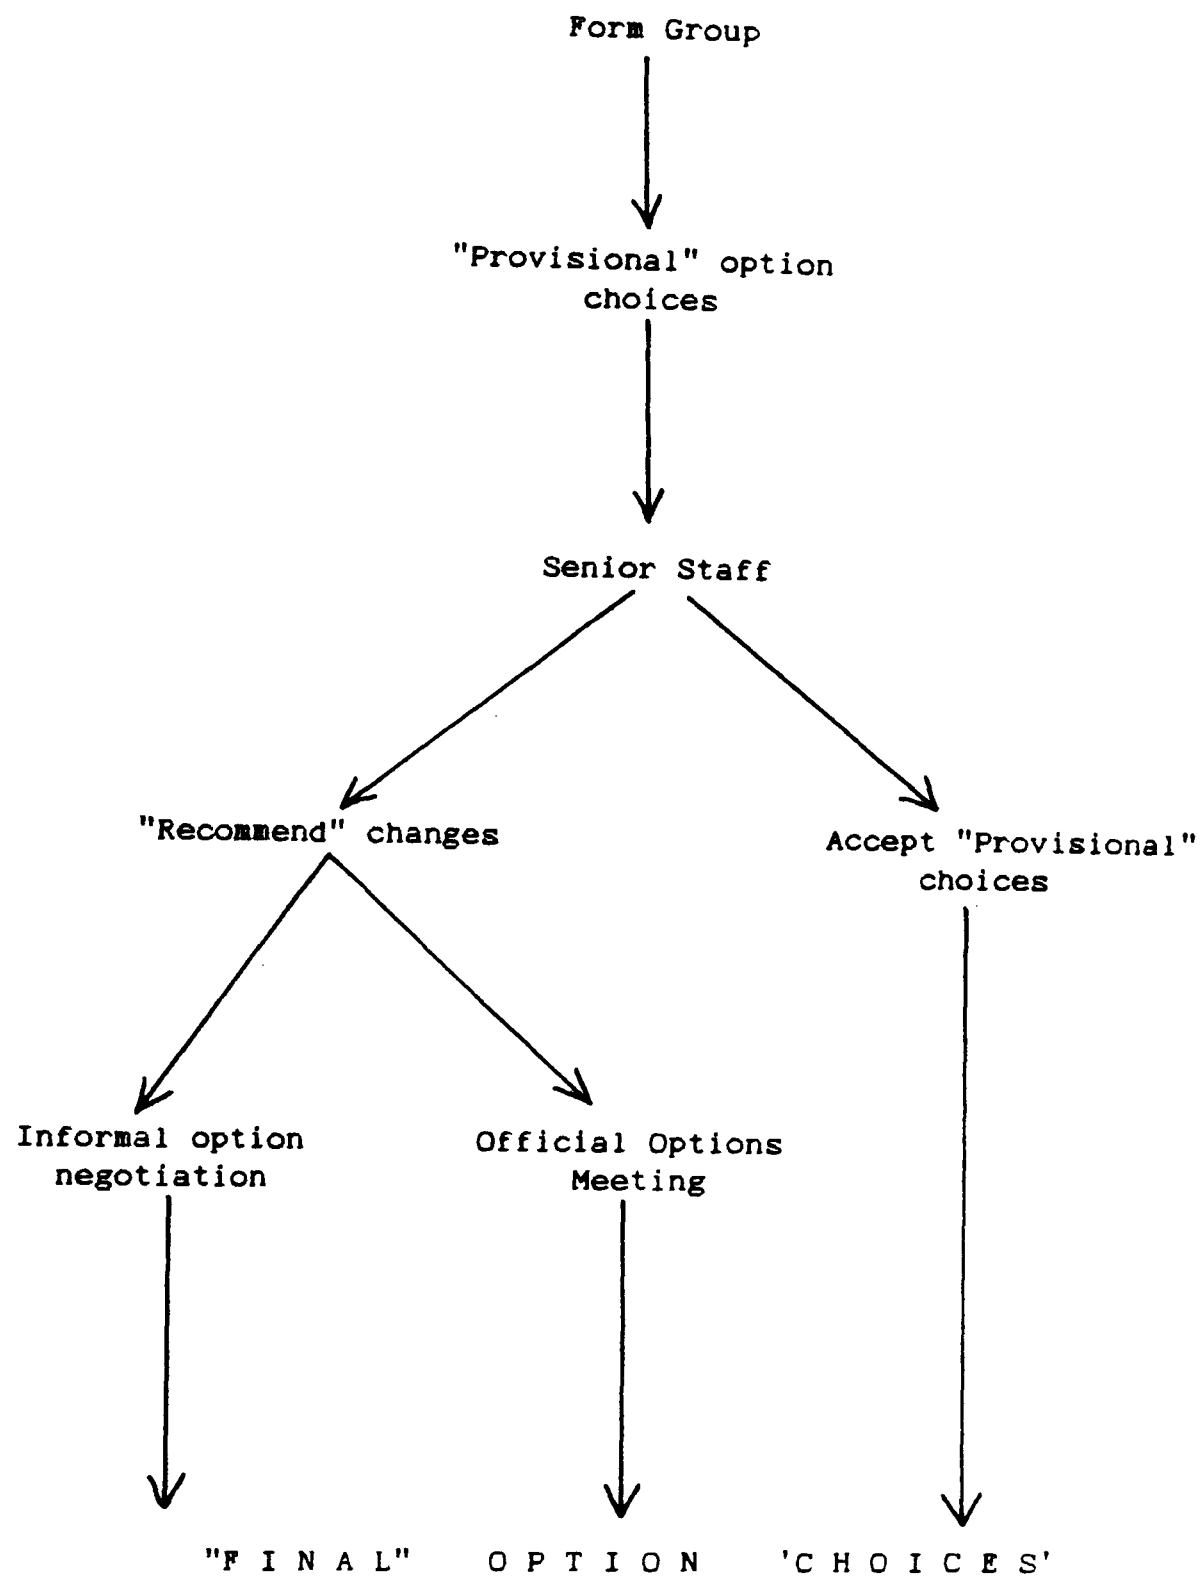 Form Group
"Provisional" option
choices
Senior Staff
"Recommend" changes
Accept "Provisional"
choices
Informal option
negotiation
Official Options
Meeting
"F I N A L" O P T I O N 'C H O I C E S'